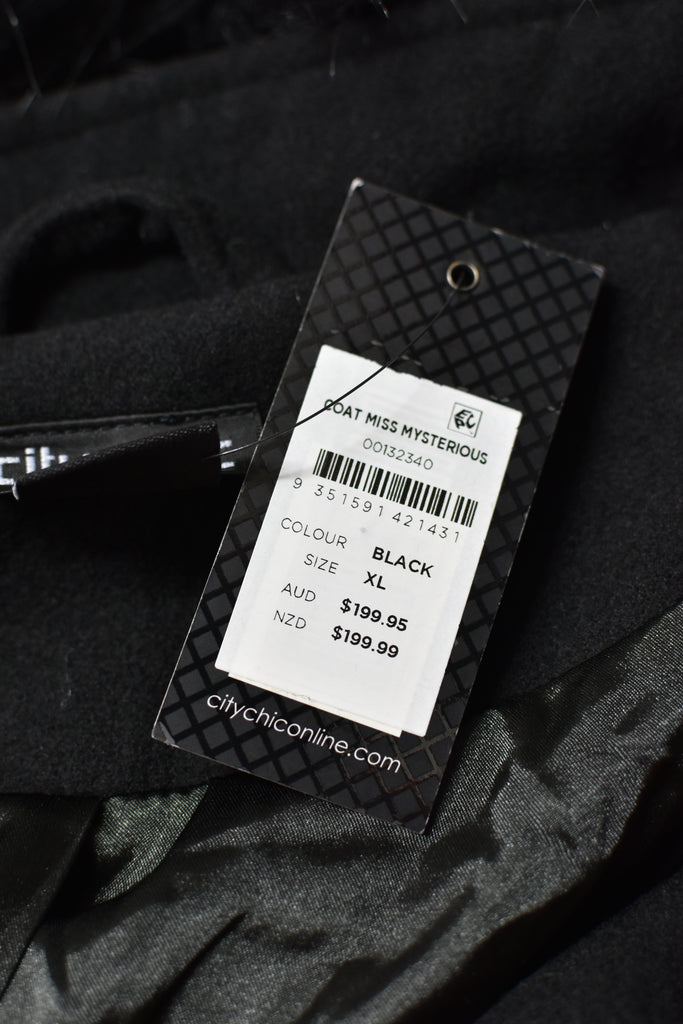 COAT MISS MYSTERIOUS
00132340
9 351591 421431
COLOUR BLACK
SIZE XL
AUD $199.95
NZD $199.99
citychiconline.com